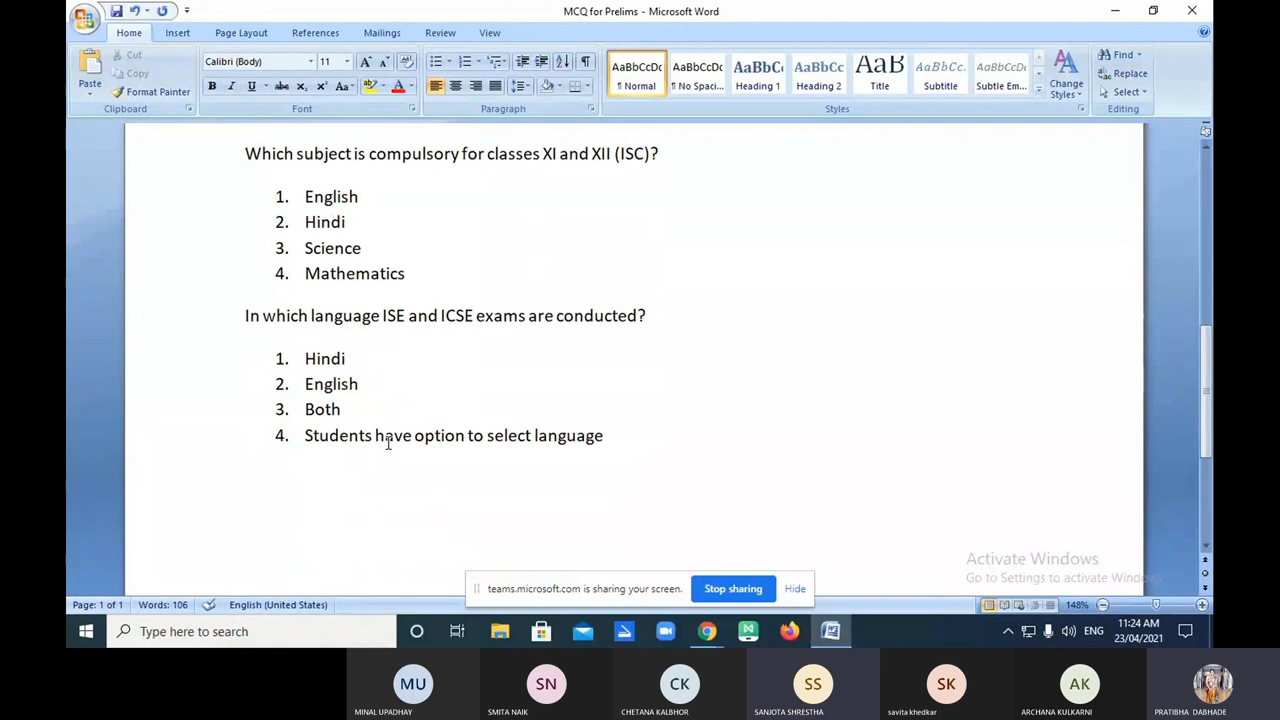 MCQ for Prelims - Microsoft Word
Home Insert Page Layout References Mailings Review View
Paste
Cut
Copy
Format Painter
Clipboard
Calibri (Body) 11
Font
Paragraph
AaBbCcDc AaBbCcDc AaBbC AaBbCc AaB AaBbCc. AaBbCcDc
¶ Normal ¶ No Spaci... Heading 1 Heading 2 Title Subtitle Subtle Em...
Styles
Change Styles
Find
Replace
Select
Editing
Which subject is compulsory for classes XI and XII (ISC)?
1. English
2. Hindi
3. Science
4. Mathematics
In which language ISE and ICSE exams are conducted?
1. Hindi
2. English
3. Both
4. Students have option to select language
Activate Windows
Go to Settings to activate Windows
teams.microsoft.com is sharing your screen. Stop sharing Hide
Page: 1 of 1 Words: 106 English (United States) 148%
Type here to search
ENG
11:24 AM
23/04/2021
MU SN CK SS SK AK
MINAL UPADHAY SMITA NAIK CHETANA KALBHOR SANJOTA SHRESTHA savita khedkar ARCHANA KULKARNI PRATIBHA DABHADE